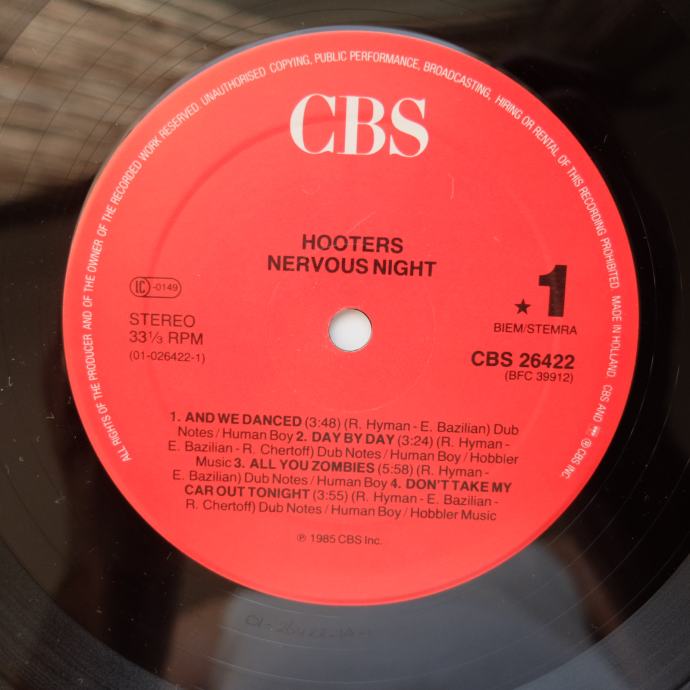 ALL RIGHTS OF THE PRODUCER AND OF THE OWNER OF THE RECORDED WORK RESERVED. UNAUTHORISED COPYING, PUBLIC PERFORMANCE, BROADCASTING, HIRING OR RENTAL OF THIS RECORDING PROHIBITED. MADE IN HOLLAND. CBS AND ® CBS INC.
CBS
HOOTERS
NERVOUS NIGHT
IC -0149
★ 1
STEREO
BIEM/STEMRA
33⅓ RPM
(01-026422-1)
CBS 26422
(BFC 39912)
1. AND WE DANCED (3:48) (R. Hyman - E. Bazilian) Dub
Notes / Human Boy 2. DAY BY DAY (3:24) (R. Hyman -
E. Bazilian - R. Chertoff) Dub Notes / Human Boy / Hobbler
Music 3. ALL YOU ZOMBIES (5:58) (R. Hyman -
E. Bazilian) Dub Notes / Human Boy 4. DON'T TAKE MY
CAR OUT TONIGHT (3:55) (R. Hyman - E. Bazilian -
R. Chertoff) Dub Notes / Human Boy / Hobbler Music
℗ 1985 CBS Inc.